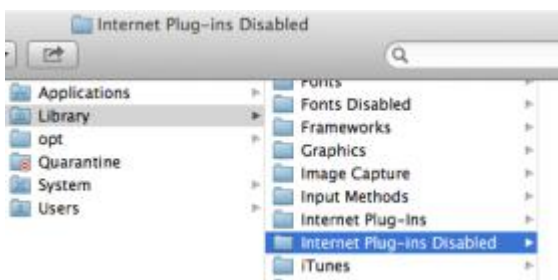 Internet Plug-ins Disabled
Applications
Library
opt
Quarantine
System
Users
Fonts
Fonts Disabled
Frameworks
Graphics
Image Capture
Input Methods
Internet Plug-Ins
Internet Plug-ins Disabled
iTunes